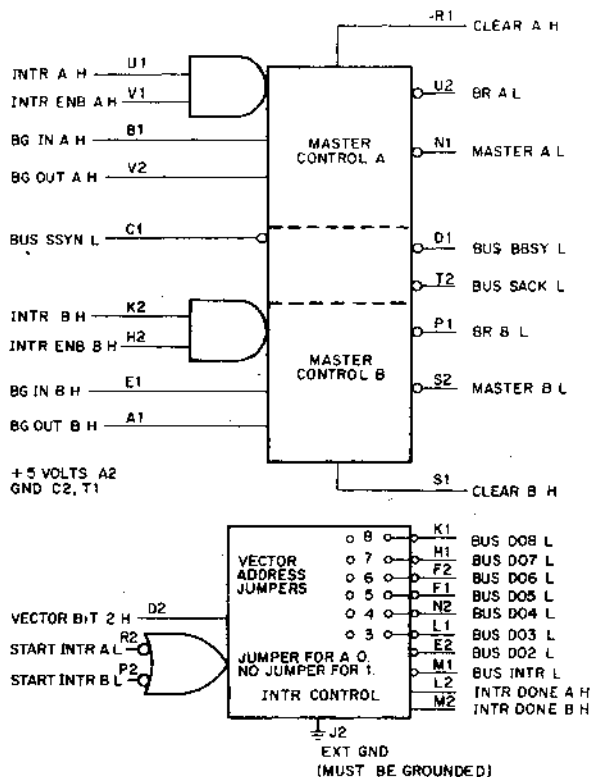 R1
CLEAR A H
INTR A H U1
INTR ENB A H V1
U2 BR A L
BG IN A H B1
MASTER CONTROL A
N1 MASTER A L
BG OUT A H V2
BUS SSYN L C1
D1 BUS BBSY L
T2 BUS SACK L
INTR B H K2
INTR ENB B H H2
P1 BR B L
MASTER CONTROL B
BG IN B H E1
S2 MASTER B L
BG OUT B H A1
+5 VOLTS A2
GND C2, T1
S1
CLEAR B H
VECTOR
ADDRESS
JUMPERS
8 K1 BUS D08 L
7 H1 BUS D07 L
6 F2 BUS D06 L
5 F1 BUS D05 L
4 N2 BUS D04 L
3 L1 BUS D03 L
E2 BUS D02 L
M1 BUS INTR L
L2 INTR DONE A H
M2 INTR DONE B H
VECTOR BIT 2 H D2
START INTR A L R2
START INTR B L P2
JUMPER FOR A 0.
NO JUMPER FOR 1.
INTR CONTROL
J2
EXT GND
(MUST BE GROUNDED)